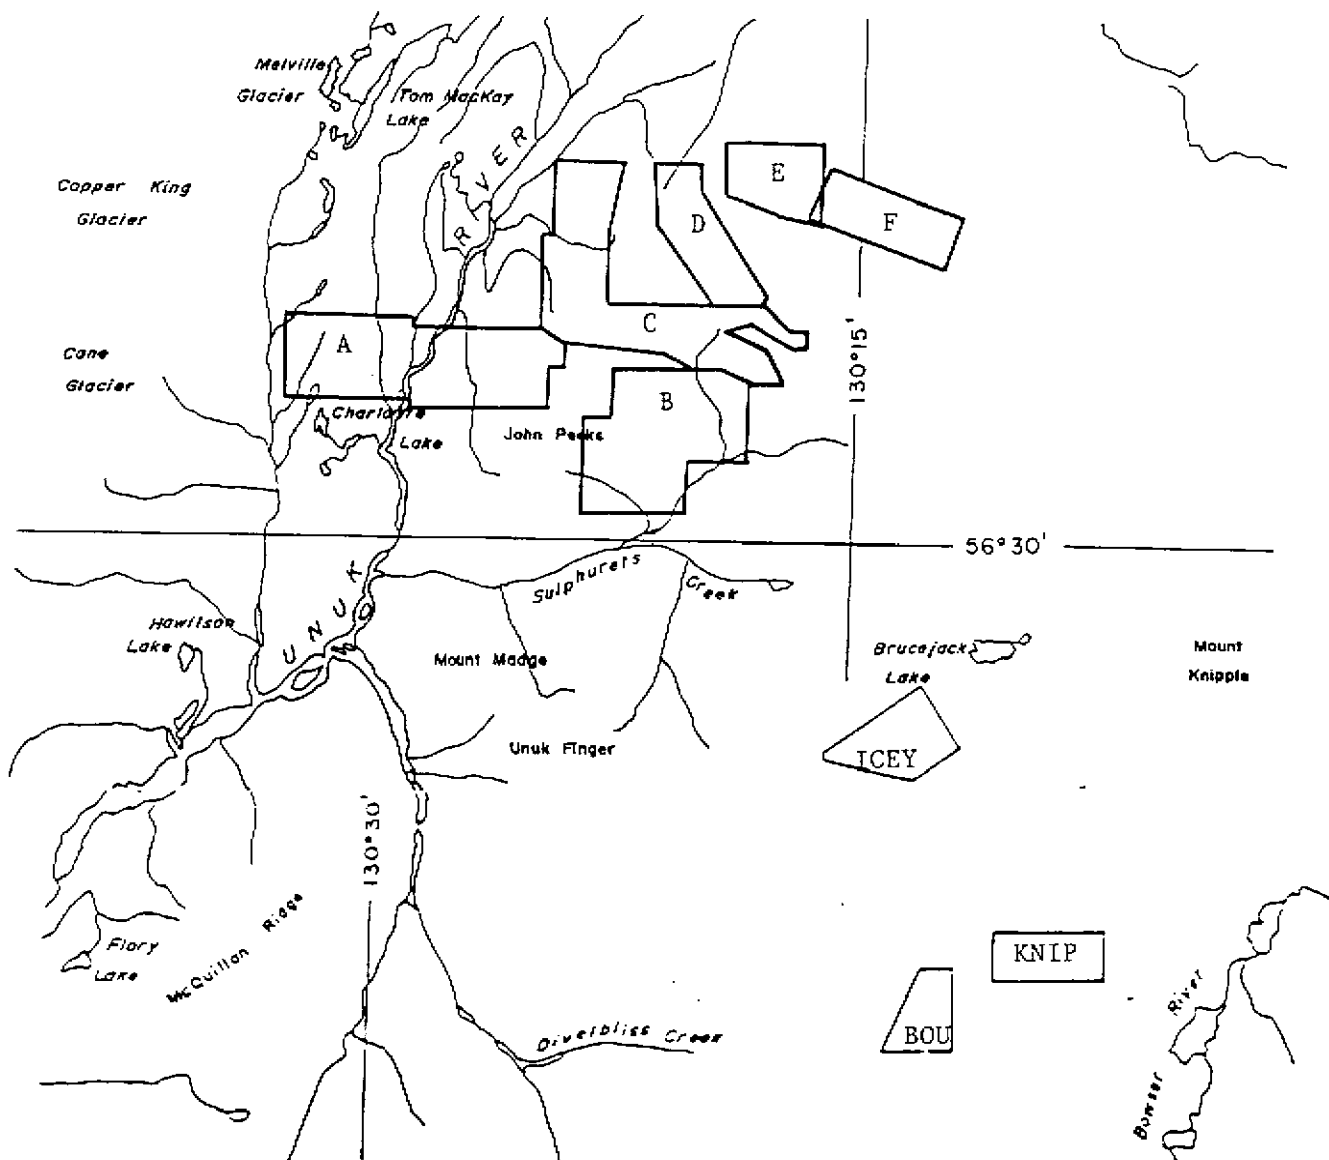 Melville
Glacier
Tom MacKay
Lake
RIVER
Copper King
Glacier
E
F
D
C
A
B
130°15'
Cane
Glacier
Charlotte
Lake
John Peaks
56°30'
Sulphurets
Creek
UNUK
Hawilson
Lake
Mount Madge
Brucejack
Lake
Mount
Knipple
Unuk Finger
ICEY
130°30'
McQuillan Ridge
Flory
Lake
KNIP
BOU
Divelbliss Creek
Bowser River